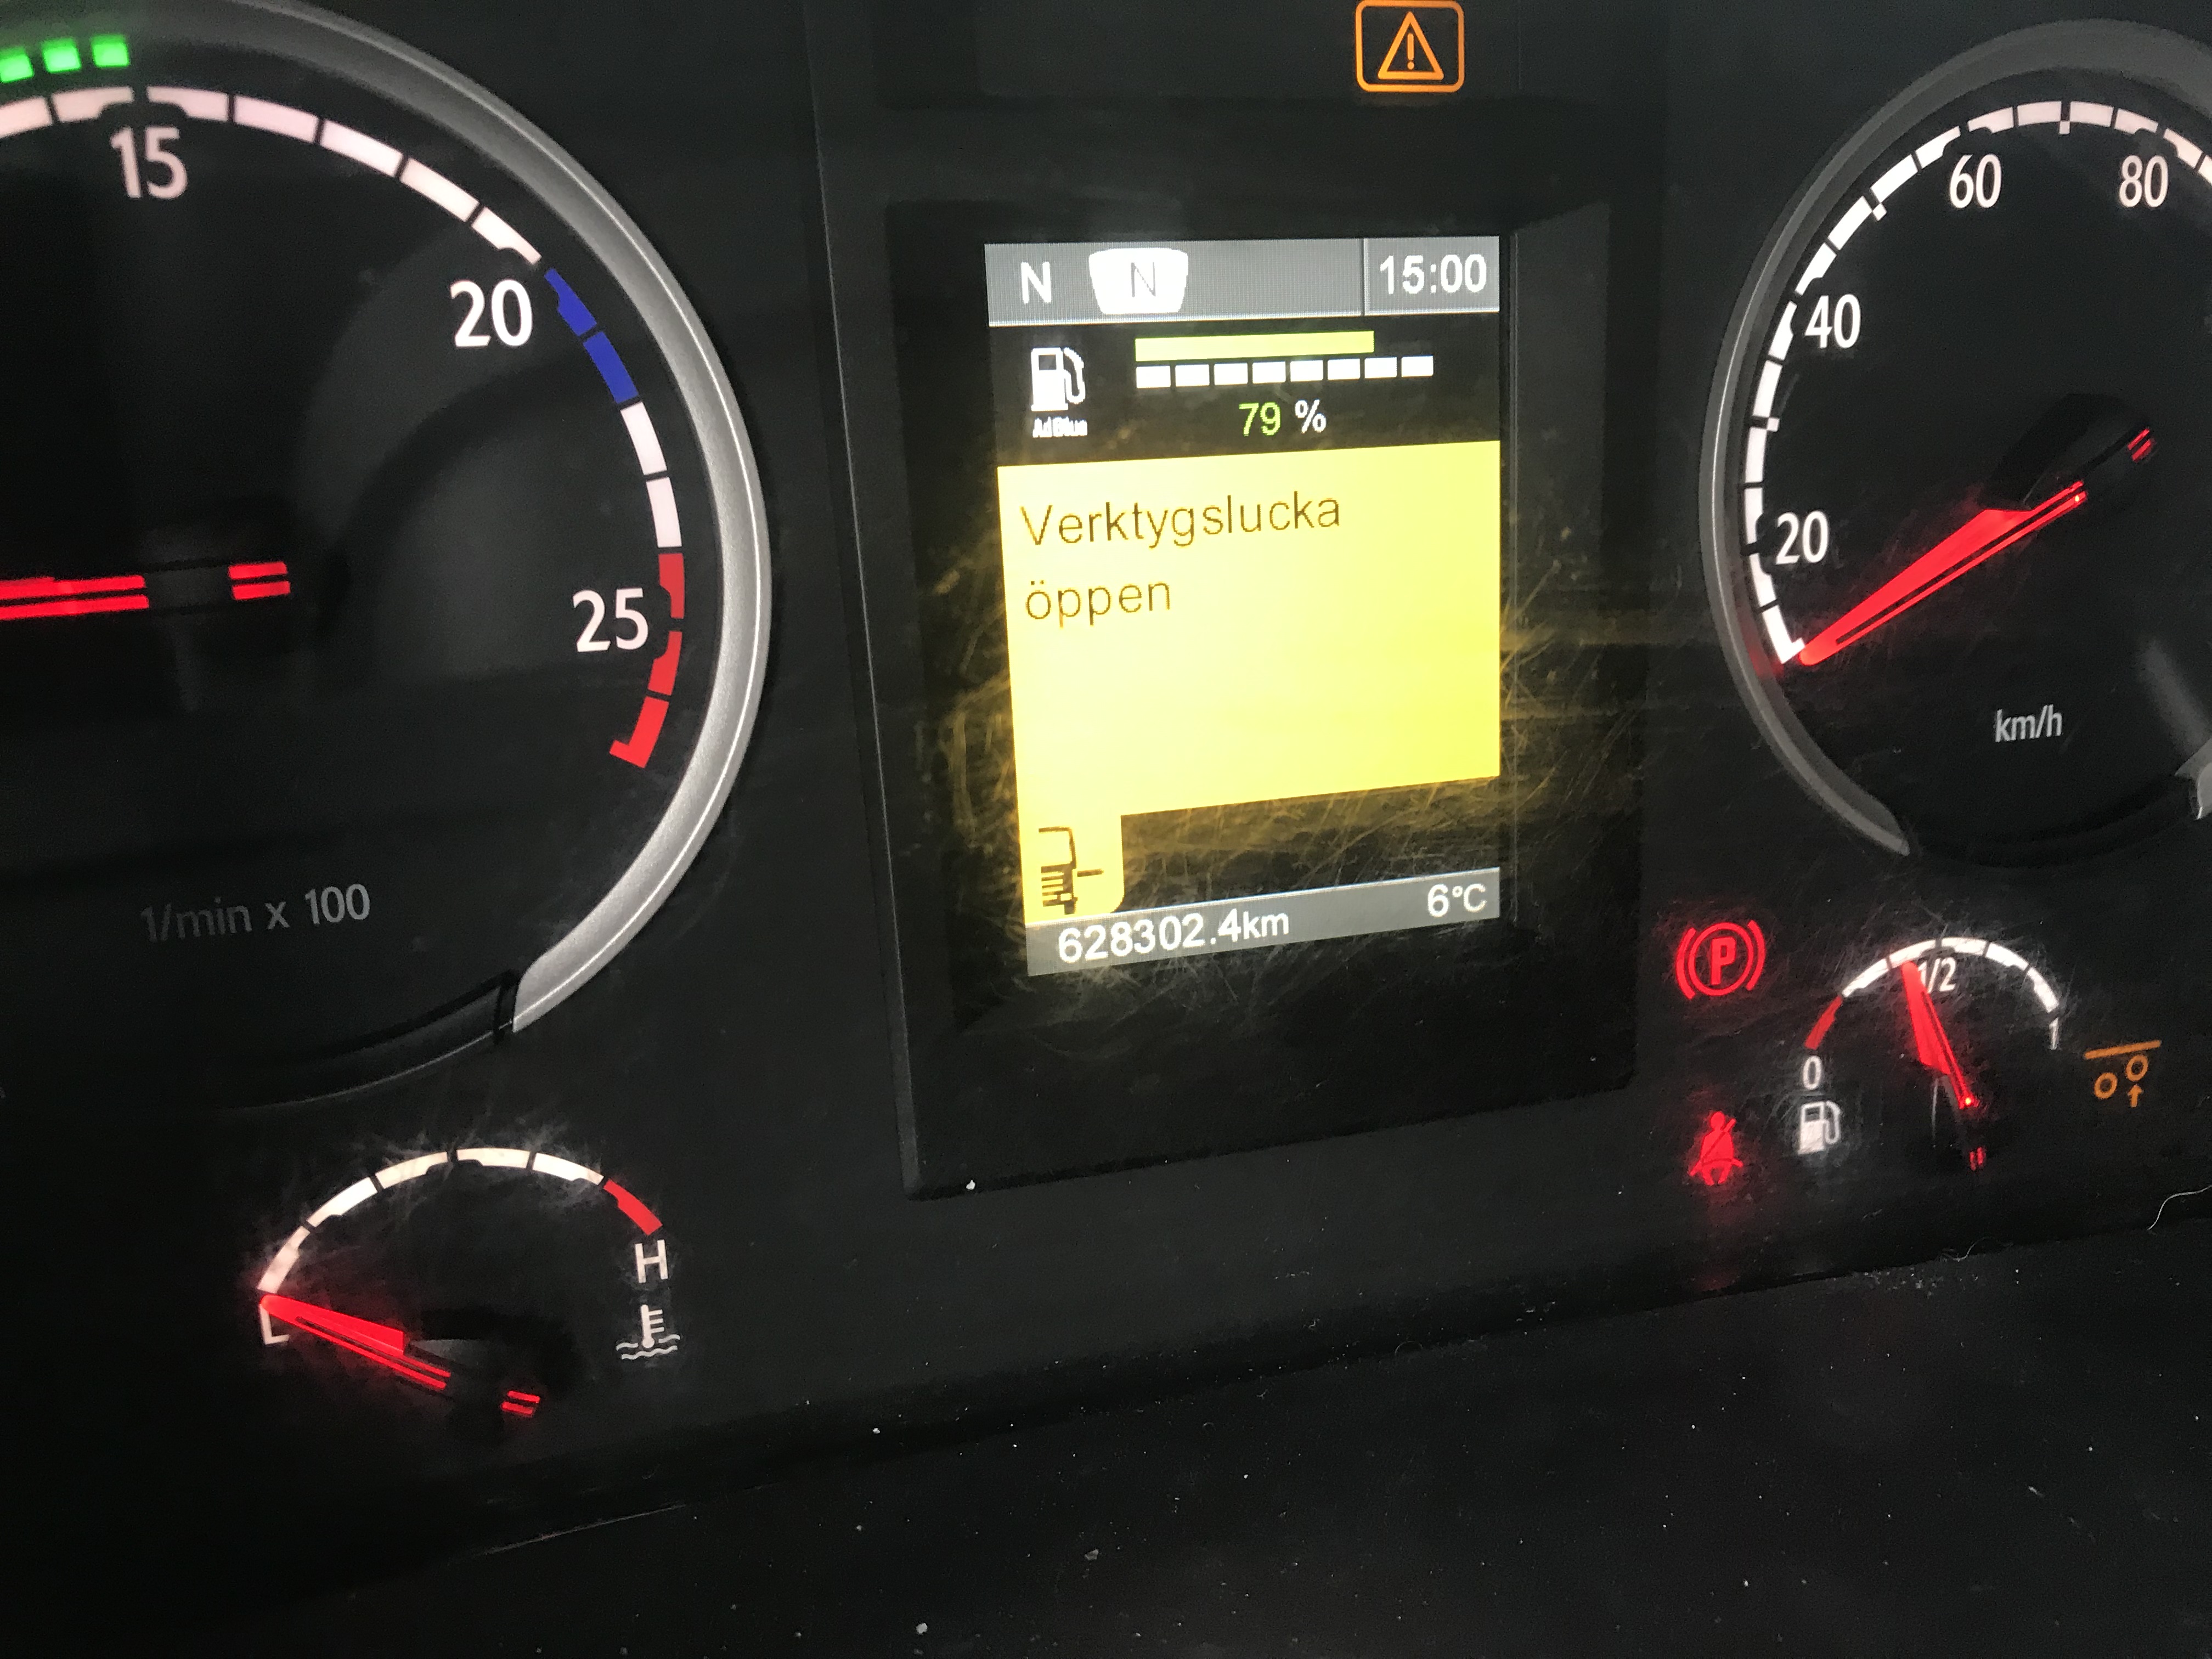 15
20
25
1/min x 100
N N 15:00
AdBlue
79 %
Verktygslucka
öppen
628302.4km 6°C
80
60
40
20
km/h
P
1/2
0
1
H
L